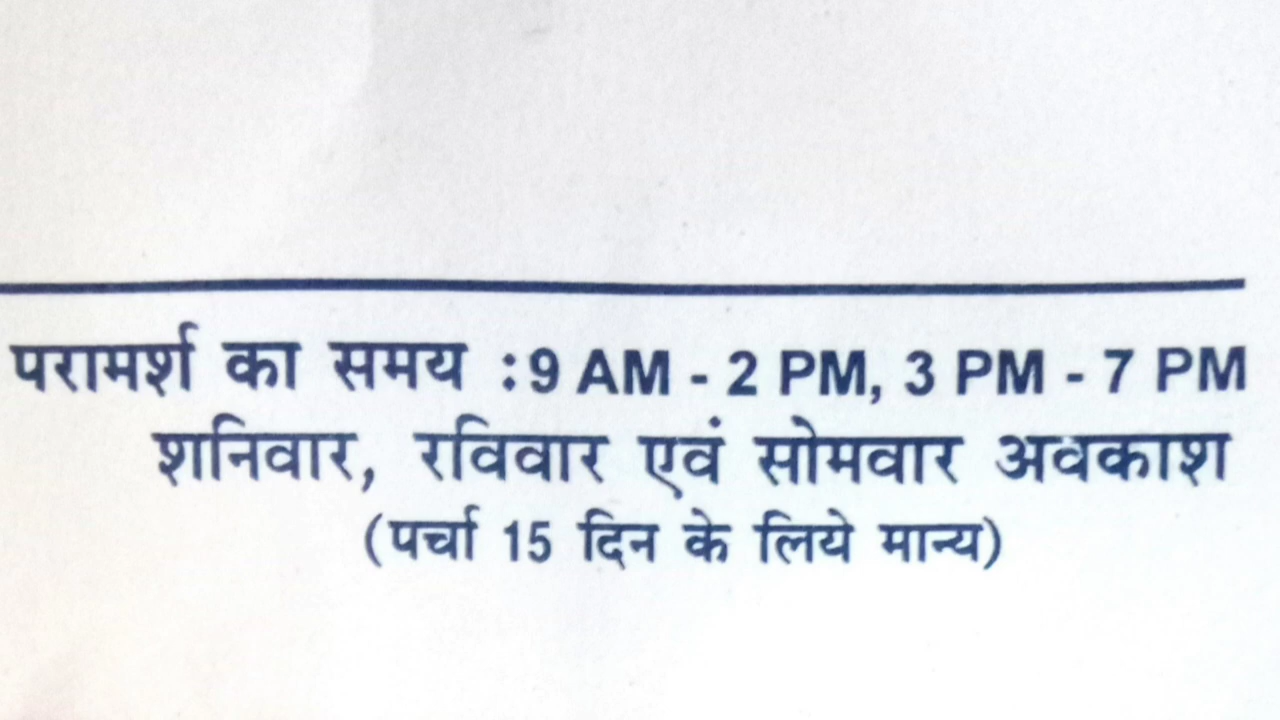 परामर्श का समय :9 AM - 2 PM, 3 PM - 7 PM
शनिवार, रविवार एवं सोमवार अवकाश
(पर्चा 15 दिन के लिये मान्य)